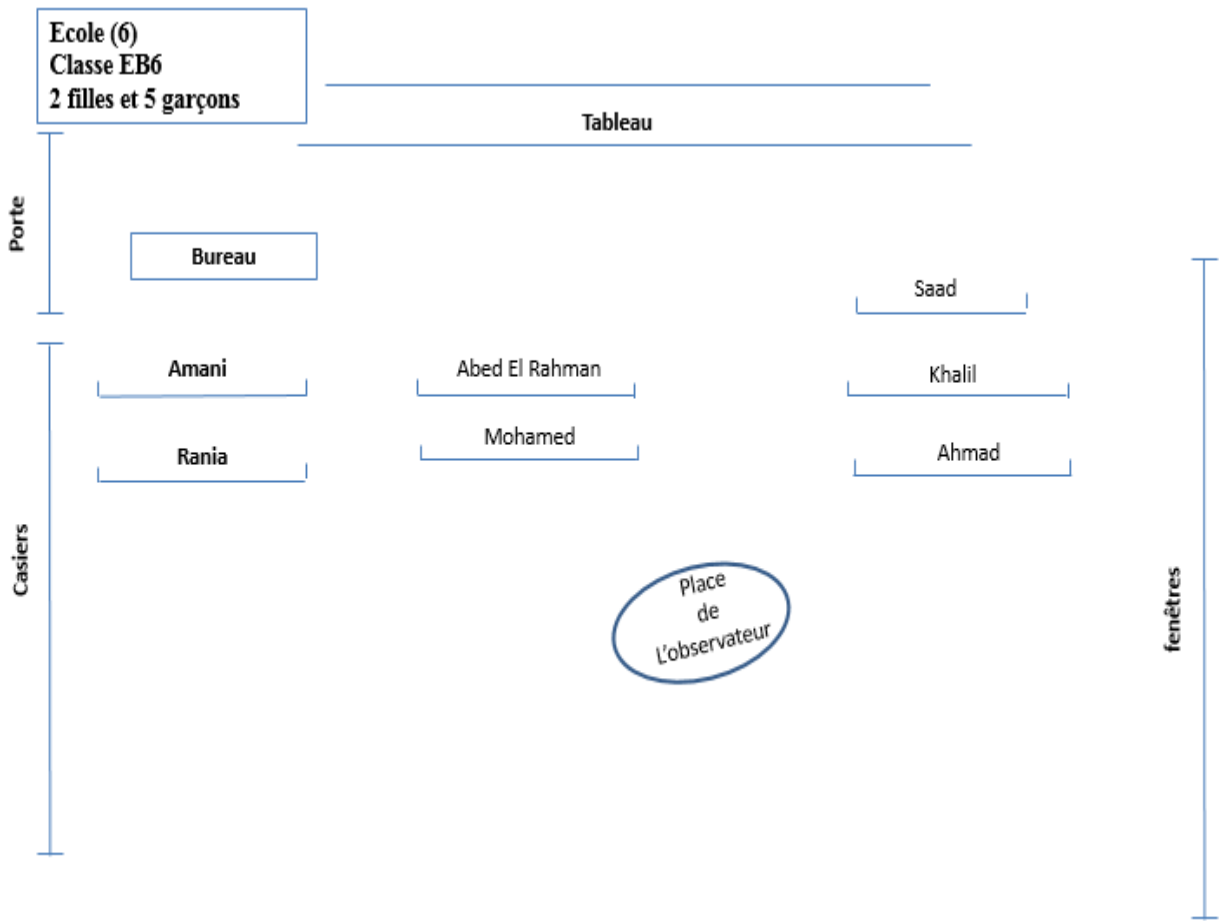 Ecole (6)
Classe EB6
2 filles et 5 garçons
Tableau
Porte
Bureau
Saad
Amani
Abed El Rahman
Khalil
Rania
Mohamed
Ahmad
Casiers
Place
de
L'observateur
fenêtres